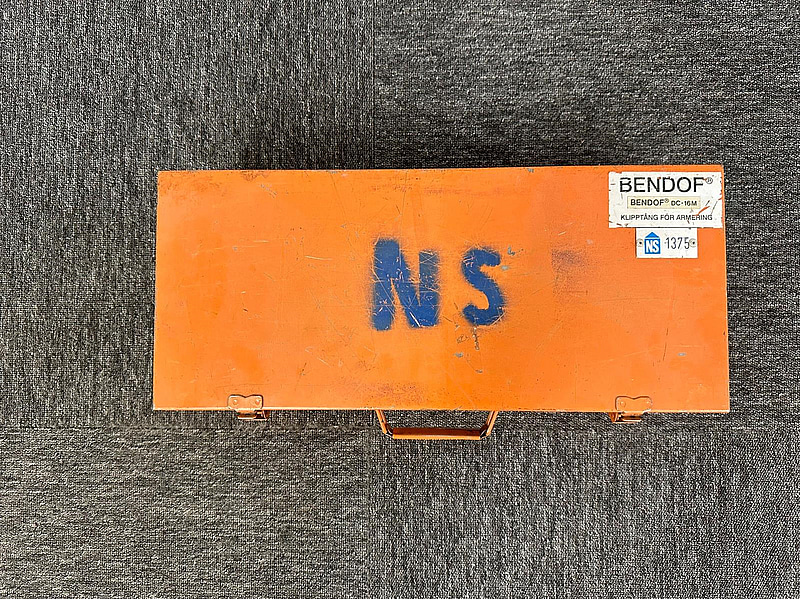 BENDOF®
BENDOF® DC-16M
KLIPPTÅNG FÖR ARMERING
NS 1375
NS